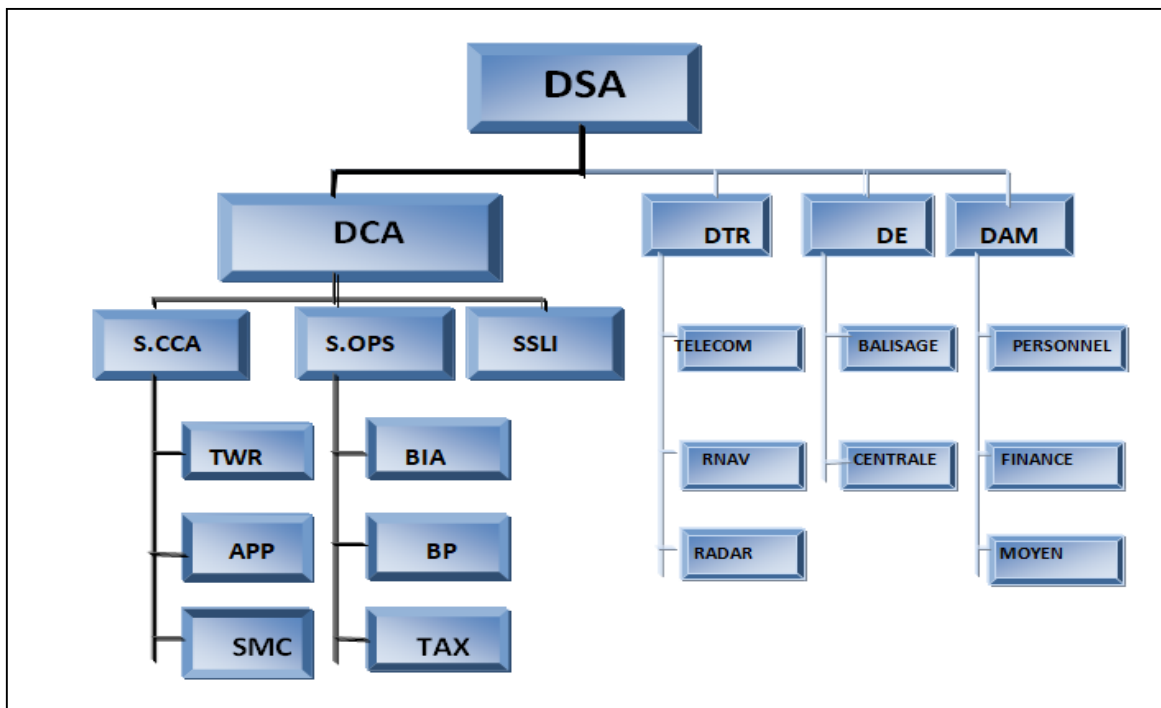 DSA
DCA
DTR
DE
DAM
S.CCA
S.OPS
SSLI
TELECOM
BALISAGE
PERSONNEL
TWR
BIA
RNAV
CENTRALE
FINANCE
APP
BP
RADAR
MOYEN
SMC
TAX